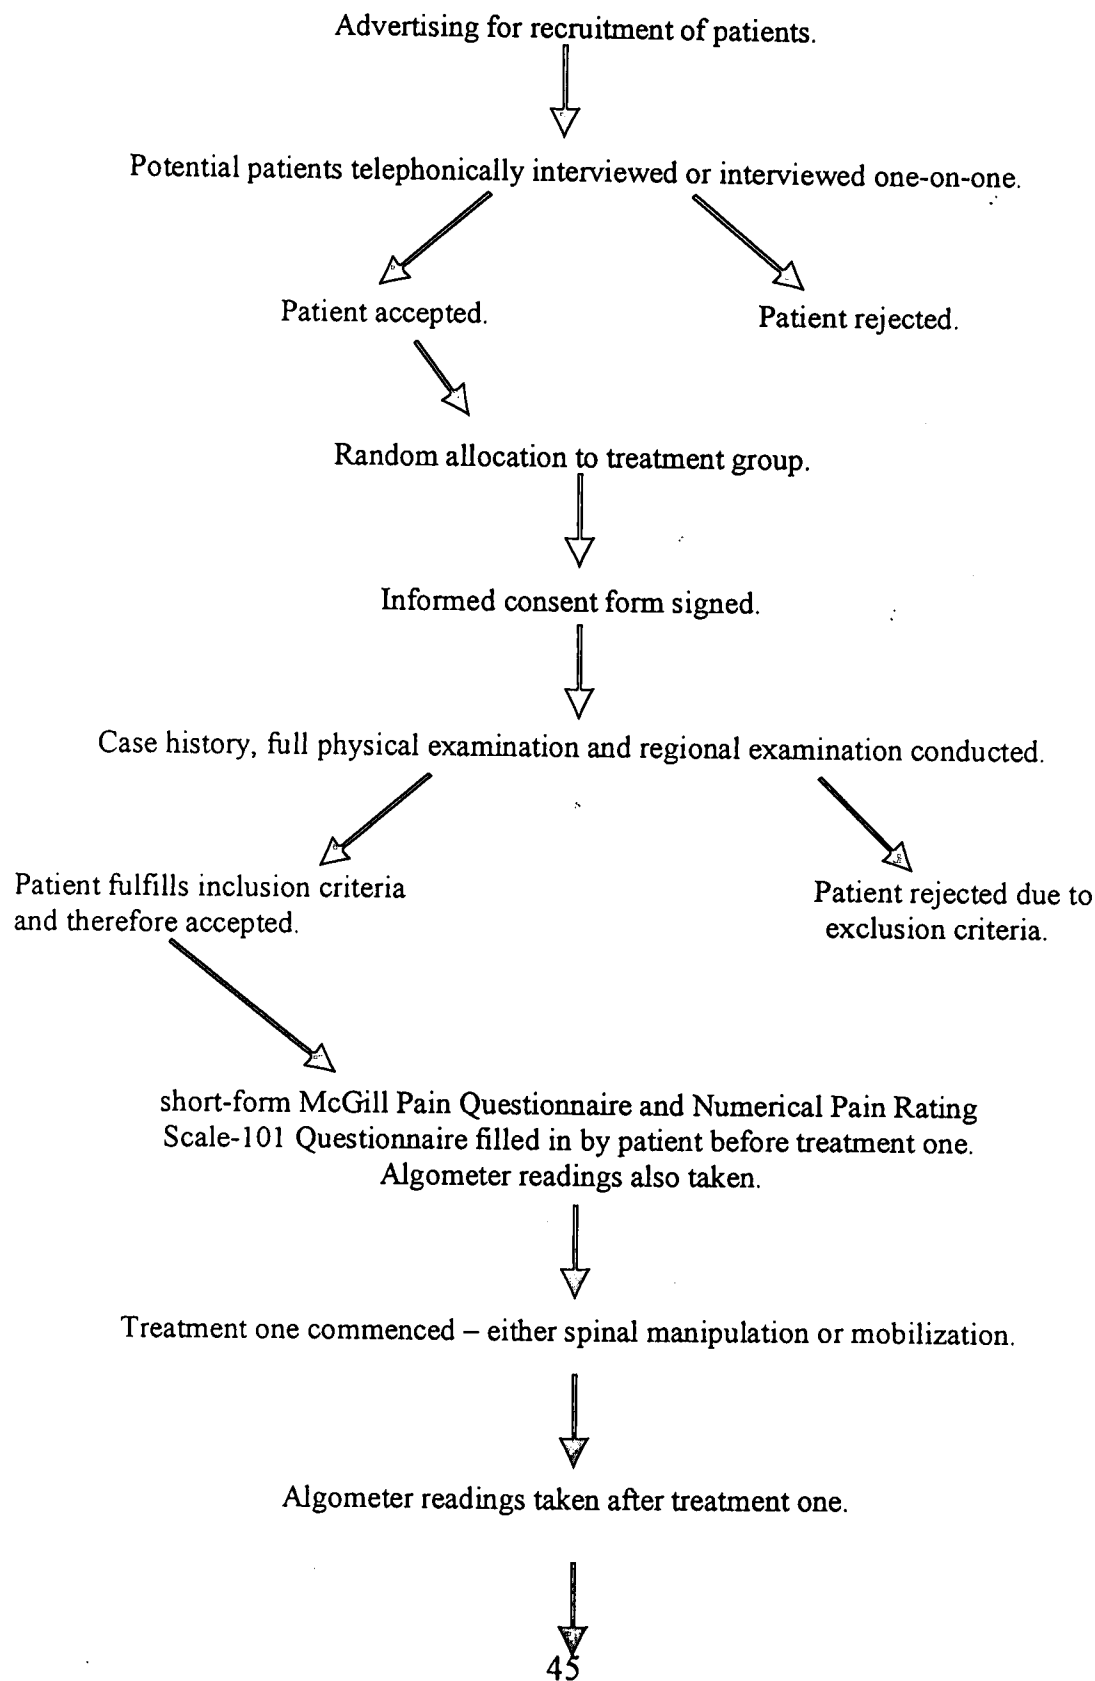 Advertising for recruitment of patients.
Potential patients telephonically interviewed or interviewed one-on-one.
Patient accepted.
Patient rejected.
Random allocation to treatment group.
Informed consent form signed.
Case history, full physical examination and regional examination conducted.
Patient fulfills inclusion criteria
and therefore accepted.
Patient rejected due to
exclusion criteria.
short-form McGill Pain Questionnaire and Numerical Pain Rating
Scale-101 Questionnaire filled in by patient before treatment one.
Algometer readings also taken.
Treatment one commenced – either spinal manipulation or mobilization.
Algometer readings taken after treatment one.
45